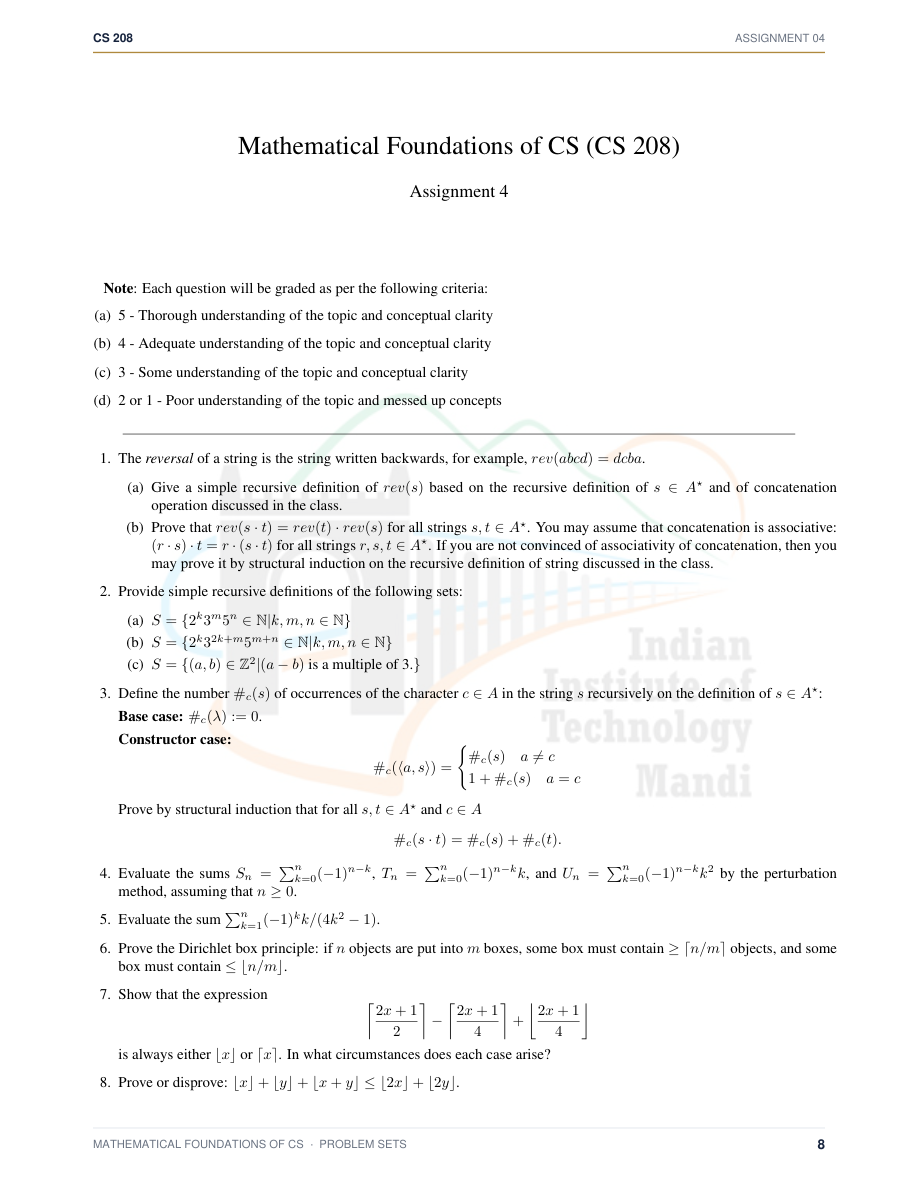 CS 208
ASSIGNMENT 04
Mathematical Foundations of CS (CS 208)
Assignment 4
Note: Each question will be graded as per the following criteria:
(a) 5 - Thorough understanding of the topic and conceptual clarity
(b) 4 - Adequate understanding of the topic and conceptual clarity
(c) 3 - Some understanding of the topic and conceptual clarity
(d) 2 or 1 - Poor understanding of the topic and messed up concepts
1. The reversal of a string is the string written backwards, for example, rev(abcd) = dcba.
(a) Give a simple recursive definition of rev(s) based on the recursive definition of s ∈ A⋆ and of concatenation
operation discussed in the class.
(b) Prove that rev(s · t) = rev(t) · rev(s) for all strings s, t ∈ A⋆. You may assume that concatenation is associative:
(r · s) · t = r · (s · t) for all strings r, s, t ∈ A⋆. If you are not convinced of associativity of concatenation, then you
may prove it by structural induction on the recursive definition of string discussed in the class.
2. Provide simple recursive definitions of the following sets:
(a) S = {2^k3^m5^n ∈ ℕ|k, m, n ∈ ℕ}
(b) S = {2^k3^{2k+m}5^{m+n} ∈ ℕ|k, m, n ∈ ℕ}
(c) S = {(a, b) ∈ ℤ²|(a − b) is a multiple of 3.}
3. Define the number #_c(s) of occurrences of the character c ∈ A in the string s recursively on the definition of s ∈ A⋆:
Base case: #_c(λ) := 0.
Constructor case:
#_c(⟨a, s⟩) = { #_c(s) a ≠ c
1 + #_c(s) a = c
Prove by structural induction that for all s, t ∈ A⋆ and c ∈ A
#_c(s · t) = #_c(s) + #_c(t).
4. Evaluate the sums S_n = ∑_{k=0}^n(−1)^{n−k}, T_n = ∑_{k=0}^n(−1)^{n−k}k, and U_n = ∑_{k=0}^n(−1)^{n−k}k² by the perturbation
method, assuming that n ≥ 0.
5. Evaluate the sum ∑_{k=1}^n(−1)^k k/(4k² − 1).
6. Prove the Dirichlet box principle: if n objects are put into m boxes, some box must contain ≥ ⌈n/m⌉ objects, and some
box must contain ≤ ⌊n/m⌋.
7. Show that the expression
⌈(2x + 1)/2⌉ − ⌈(2x + 1)/4⌉ + ⌊(2x + 1)/4⌋
is always either ⌊x⌋ or ⌈x⌉. In what circumstances does each case arise?
8. Prove or disprove: ⌊x⌋ + ⌊y⌋ + ⌊x + y⌋ ≤ ⌊2x⌋ + ⌊2y⌋.
Indian
Institute of
Technology
Mandi
MATHEMATICAL FOUNDATIONS OF CS · PROBLEM SETS
8